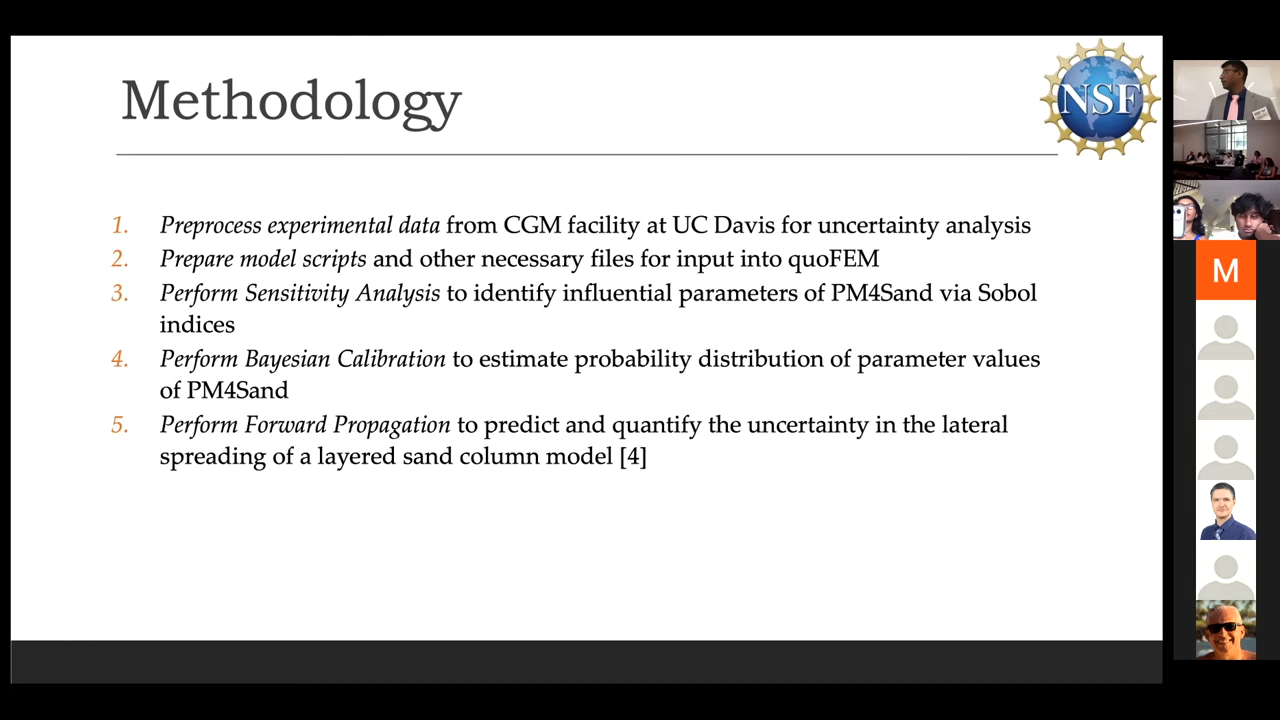 Methodology
NSF
1. Preprocess experimental data from CGM facility at UC Davis for uncertainty analysis
2. Prepare model scripts and other necessary files for input into quoFEM
3. Perform Sensitivity Analysis to identify influential parameters of PM4Sand via Sobol
indices
4. Perform Bayesian Calibration to estimate probability distribution of parameter values
of PM4Sand
5. Perform Forward Propagation to predict and quantify the uncertainty in the lateral
spreading of a layered sand column model [4]
M